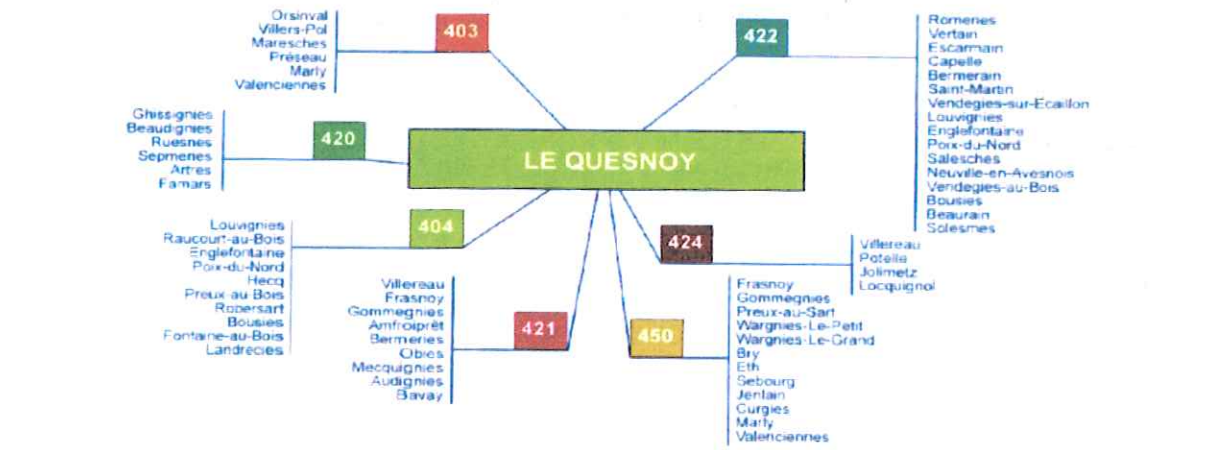 Orsinval
Villers-Pol
Maresches
Préseau
Marly
Valenciennes
403
422
Romeries
Vertain
Escarmain
Capelle
Bermerain
Saint-Martin
Vendegies-sur-Ecaillon
Louvignies
Englefontaine
Poix-du-Nord
Salesches
Neuville-en-Avesnois
Vendegies-au-Bois
Bousies
Beaurain
Solesmes
Ghissignies
Beaudignies
Ruesnes
Sepmeries
Artres
Famars
420
LE QUESNOY
404
Louvignies
Raucourt-au-Bois
Englefontaine
Poix-du-Nord
Hecq
Preux-au Bois
Robersart
Bousies
Fontaine-au-Bois
Landrecies
424
Villereau
Potelle
Jolimetz
Locquignol
Villereau
Frasnoy
Gommegnies
Amfroiprêt
Bermeries
Obies
Mecquignies
Audignies
Bavay
421
450
Frasnoy
Gommegnies
Preux-au-Sart
Wargnies-Le-Petit
Wargnies-Le-Grand
Bry
Eth
Sebourg
Jenlain
Curgies
Marly
Valenciennes